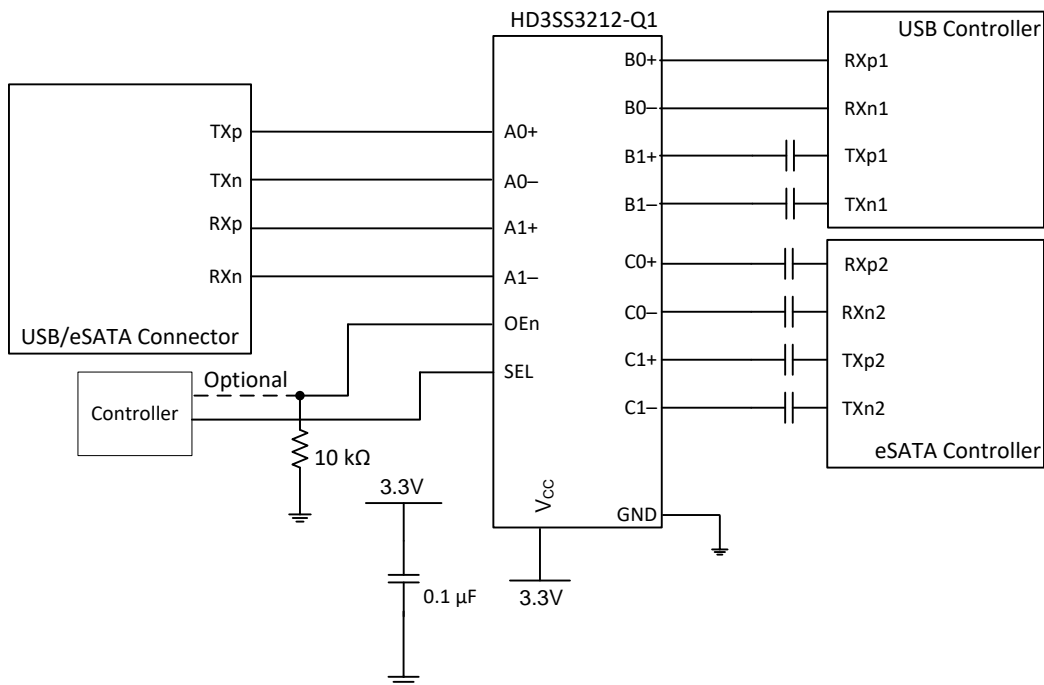 HD3SS3212-Q1
USB Controller
B0+
RXp1
B0–
RXn1
TXp
A0+
B1+
TXp1
TXn
A0–
B1–
TXn1
RXp
A1+
C0+
RXp2
RXn
A1–
C0–
RXn2
USB/eSATA Connector
OEn
C1+
TXp2
Optional
SEL
C1–
TXn2
Controller
eSATA Controller
10 kΩ
3.3V
VCC
GND
0.1 µF
3.3V